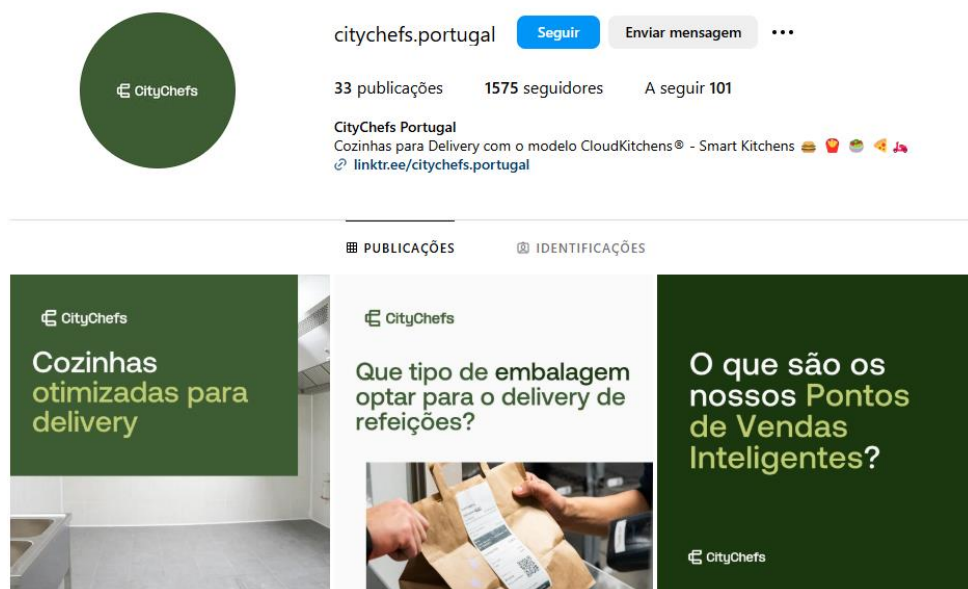 CityChefs
citychefs.portugal Seguir Enviar mensagem
33 publicações 1575 seguidores A seguir 101
CityChefs Portugal
Cozinhas para Delivery com o modelo CloudKitchens® - Smart Kitchens 🍔 🍟 🥗 🍕 🛵
linktr.ee/citychefs.portugal
PUBLICAÇÕES IDENTIFICAÇÕES
CityChefs
Cozinhas
otimizadas para
delivery
CityChefs
Que tipo de embalagem
optar para o delivery de
refeições?
O que são os
nossos Pontos
de Vendas
Inteligentes?
CityChefs